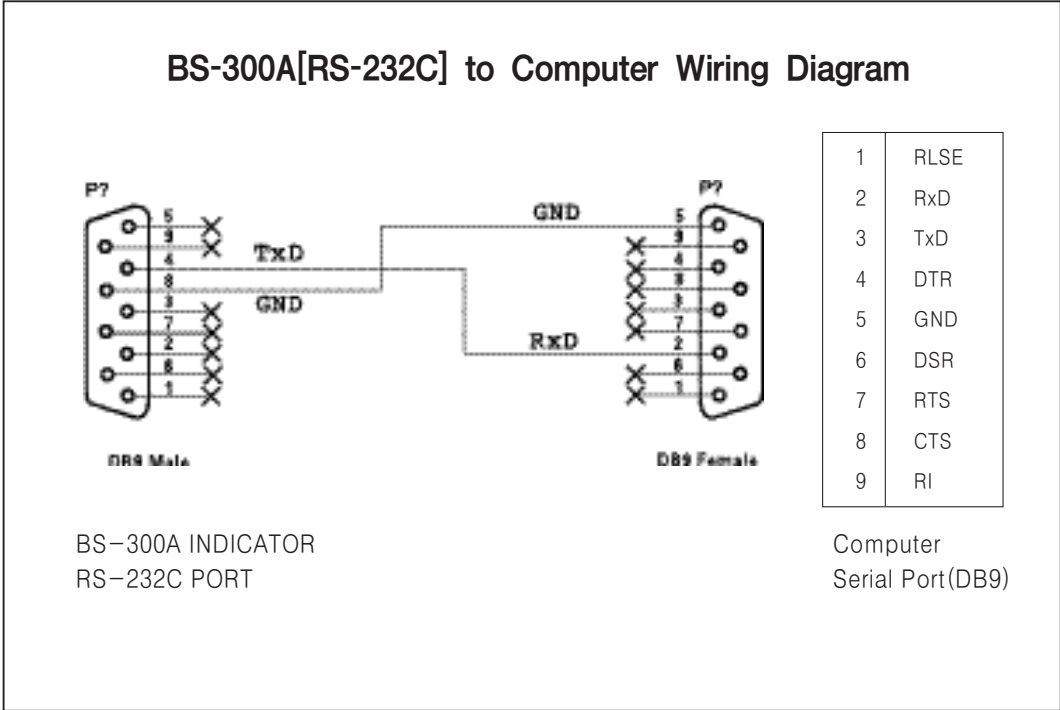 BS-300A[RS-232C] to Computer Wiring Diagram
P?
5
9
4
8
3
7
2
6
1
TxD
GND
DB9 Male
GND
RxD
P?
5
9
4
8
3
7
2
6
1
DB9 Female
1 RLSE
2 RxD
3 TxD
4 DTR
5 GND
6 DSR
7 RTS
8 CTS
9 RI
BS-300A INDICATOR
RS-232C PORT
Computer
Serial Port(DB9)